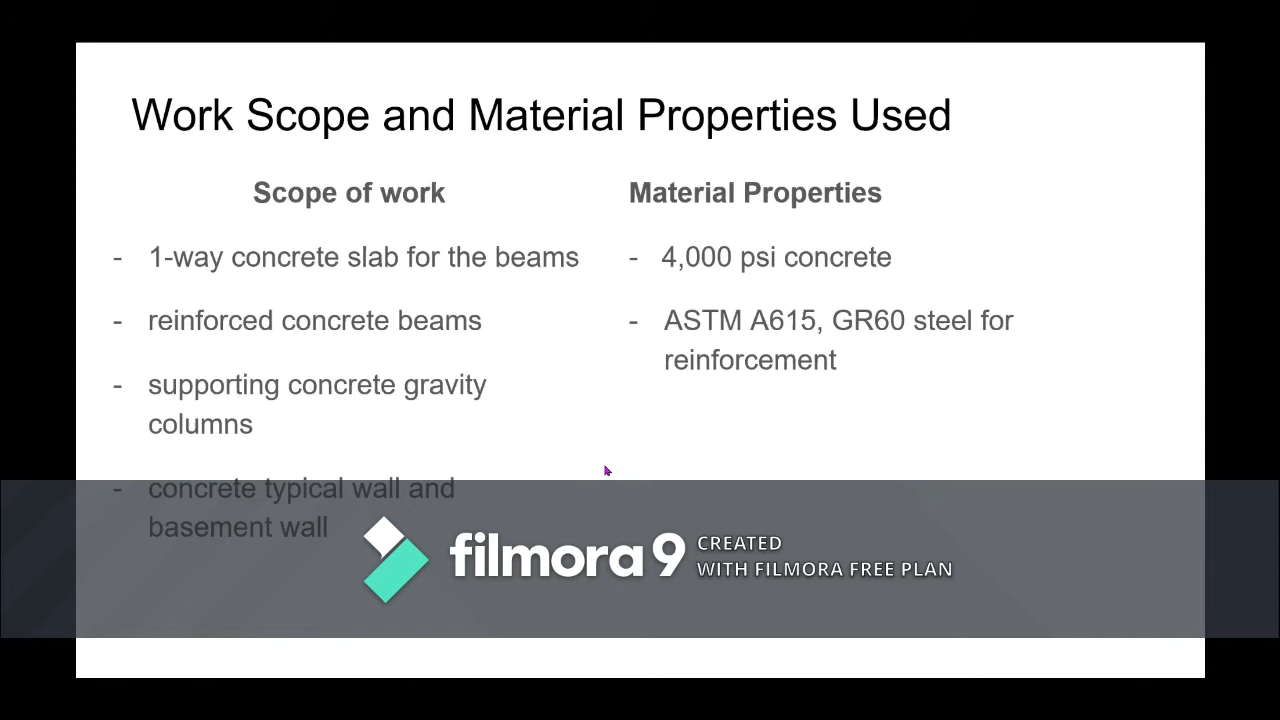 Work Scope and Material Properties Used
Scope of work
- 1-way concrete slab for the beams
- reinforced concrete beams
- supporting concrete gravity
columns
- concrete typical wall and
basement wall
Material Properties
- 4,000 psi concrete
- ASTM A615, GR60 steel for
reinforcement
filmora 9
CREATED
WITH FILMORA FREE PLAN